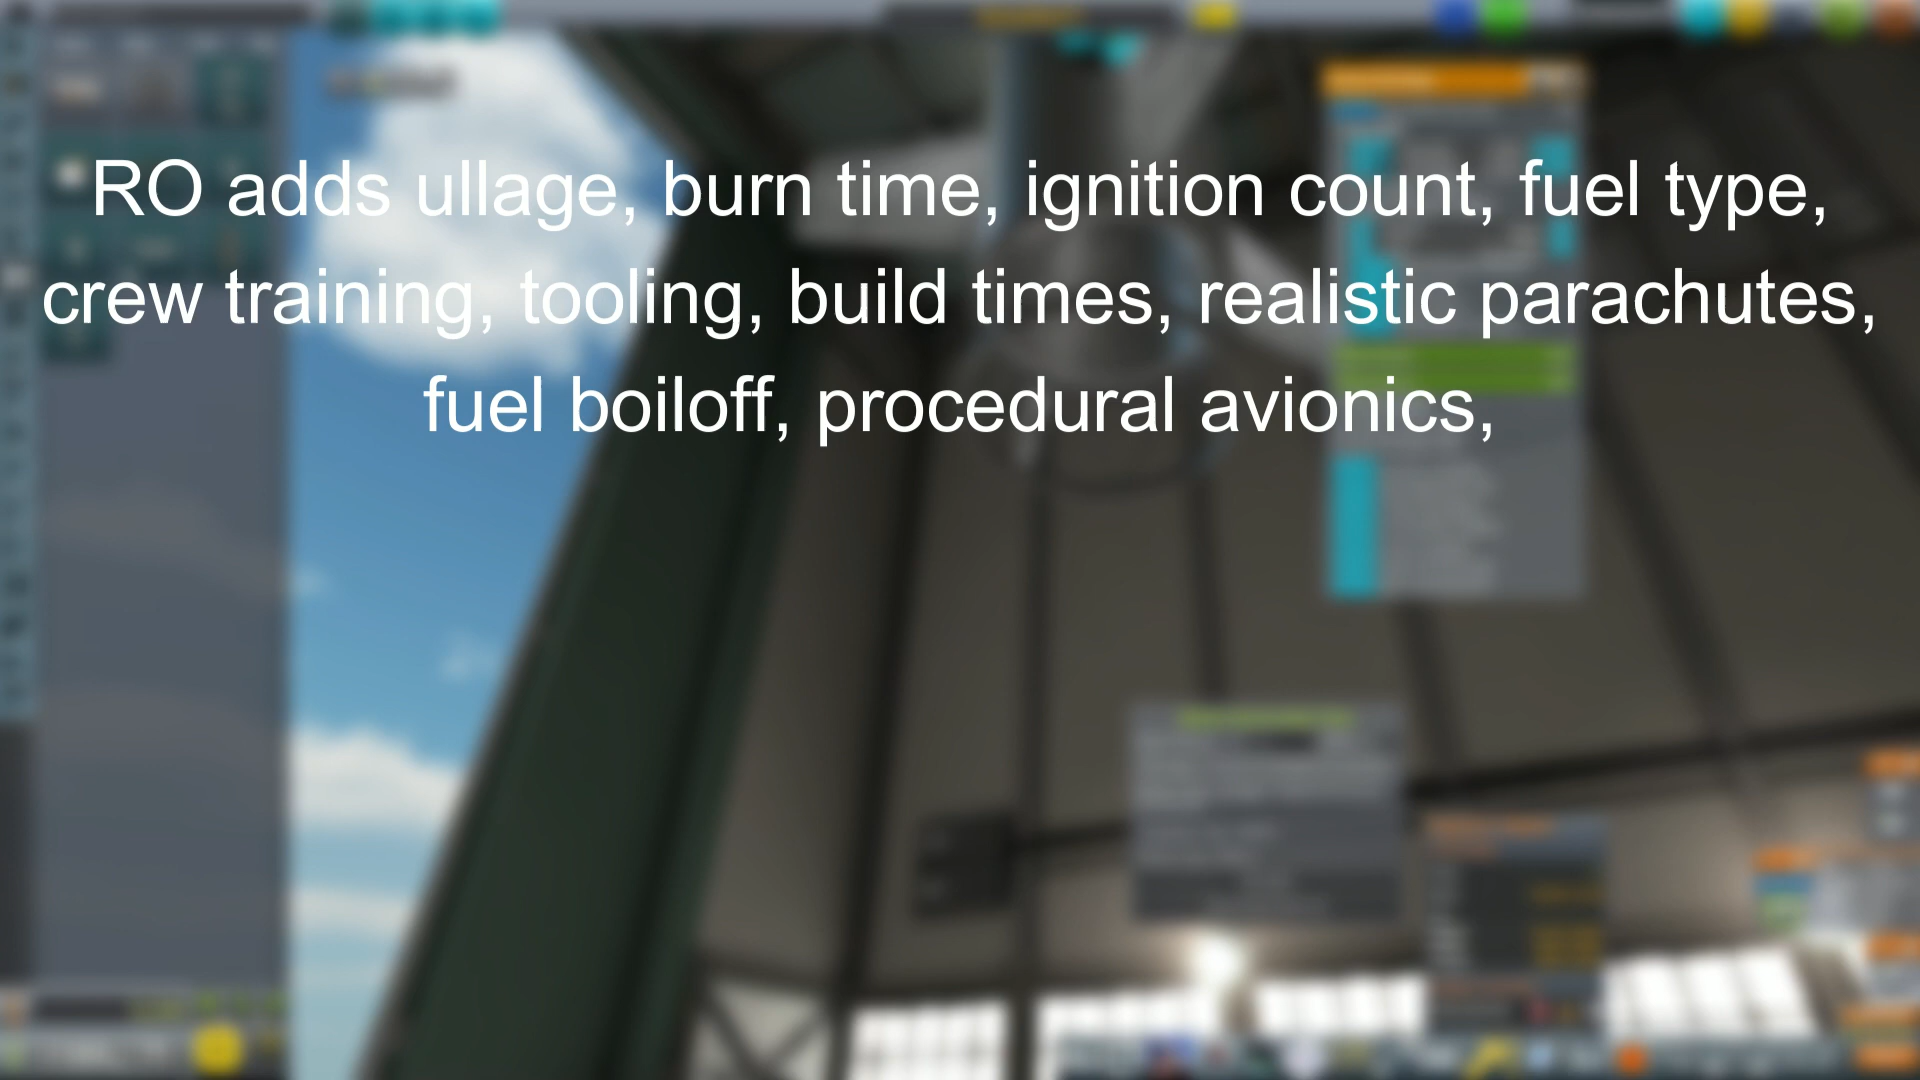 RO adds ullage, burn time, ignition count, fuel type,
crew training, tooling, build times, realistic parachutes,
fuel boiloff, procedural avionics,